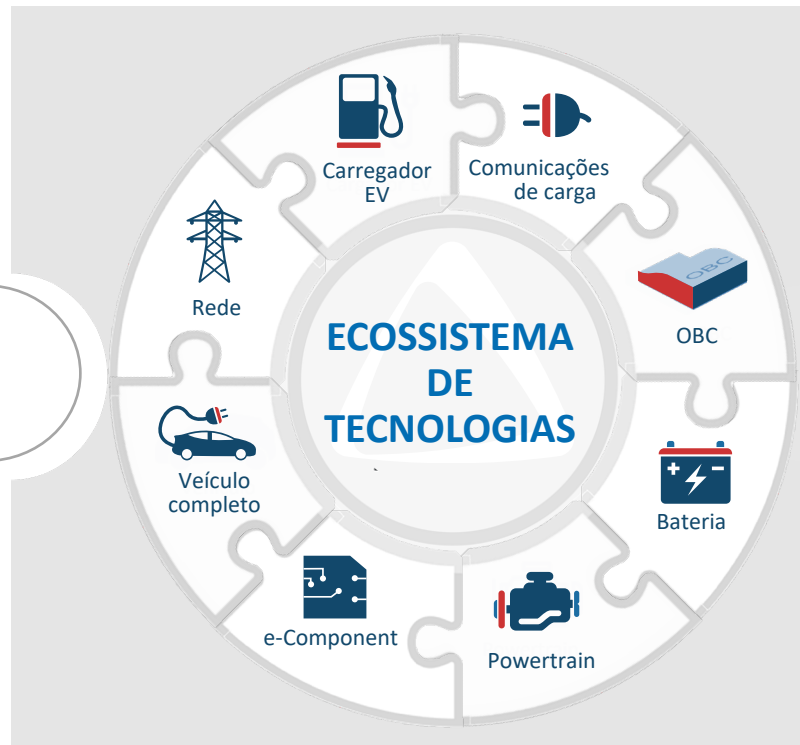 Carregador
EV
Comunicações
de carga
OBC
OBC
Bateria
Powertrain
e-Component
Veículo
completo
Rede
ECOSSISTEMA
DE
TECNOLOGIAS